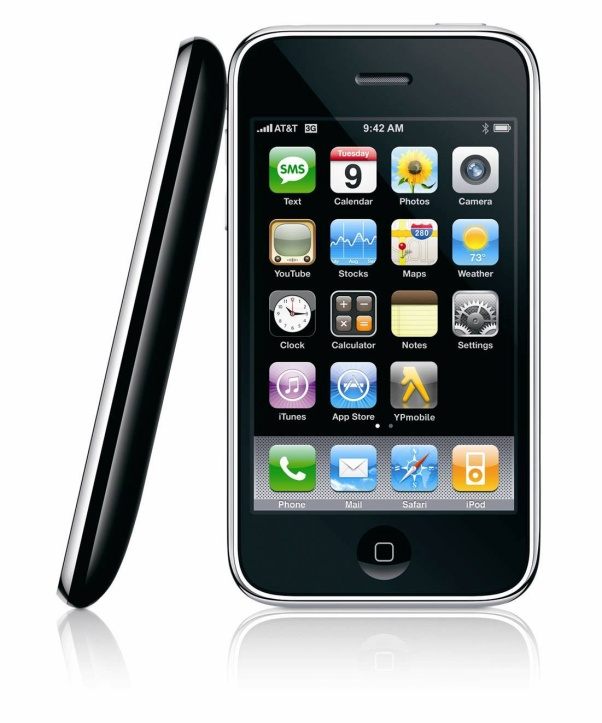 AT&T 3G 9:42 AM
SMS Tuesday 9 280 73°
Text Calendar Photos Camera
YouTube Stocks Maps Weather
Clock Calculator Notes Settings
iTunes App Store YPmobile
Phone Mail Safari iPod